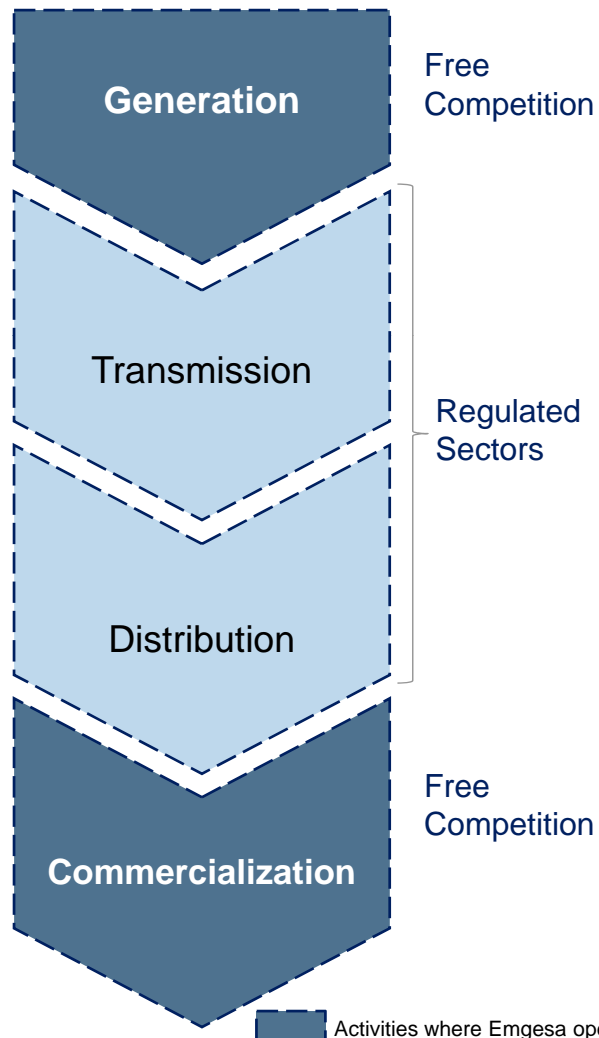 Generation
Free
Competition
Transmission
Regulated
Sectors
Distribution
Free
Competition
Commercialization
Activities where Emgesa ope